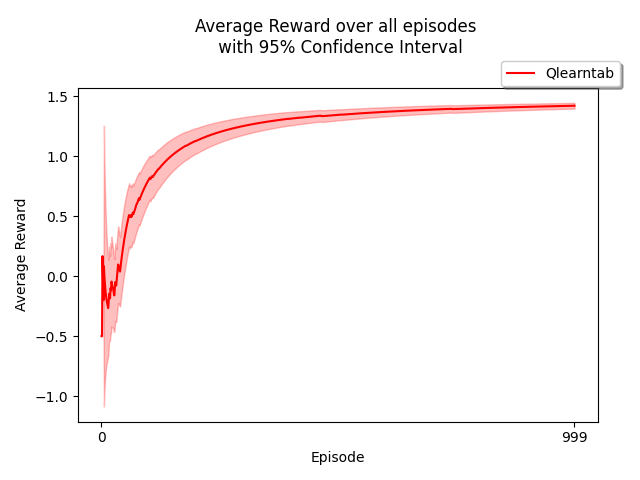 Average Reward over all episodes
with 95% Confidence Interval
Qlearntab
1.5
1.0
0.5
0.0
−0.5
−1.0
Average Reward
0
999
Episode